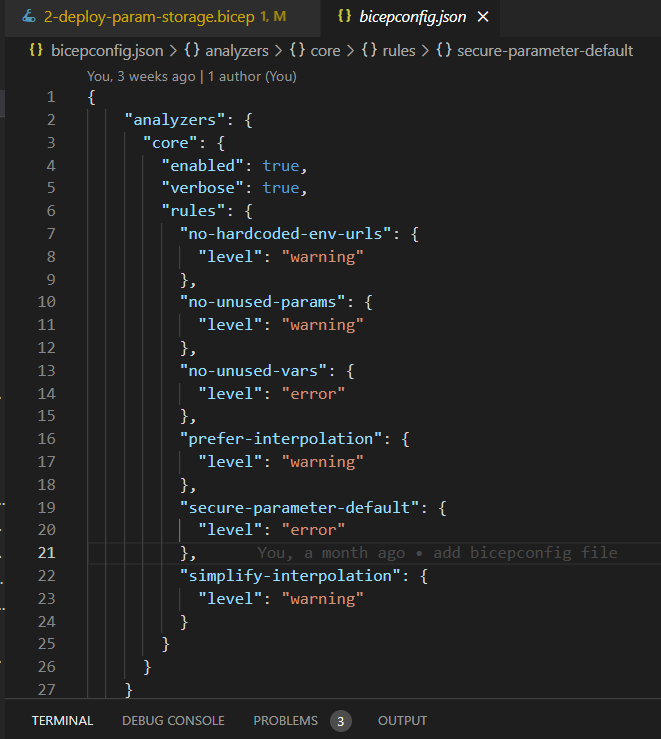 2-deploy-param-storage.bicep 1, M
{} bicepconfig.json ×
{} bicepconfig.json > {} analyzers > {} core > {} rules > {} secure-parameter-default
You, 3 weeks ago | 1 author (You)
1 {
2 "analyzers": {
3 "core": {
4 "enabled": true,
5 "verbose": true,
6 "rules": {
7 "no-hardcoded-env-urls": {
8 "level": "warning"
9 },
10 "no-unused-params": {
11 "level": "warning"
12 },
13 "no-unused-vars": {
14 "level": "error"
15 },
16 "prefer-interpolation": {
17 "level": "warning"
18 },
19 "secure-parameter-default": {
20 "level": "error"
21 }, You, a month ago • add bicepconfig file
22 "simplify-interpolation": {
23 "level": "warning"
24 }
25 }
26 }
27 }
TERMINAL DEBUG CONSOLE PROBLEMS 3 OUTPUT